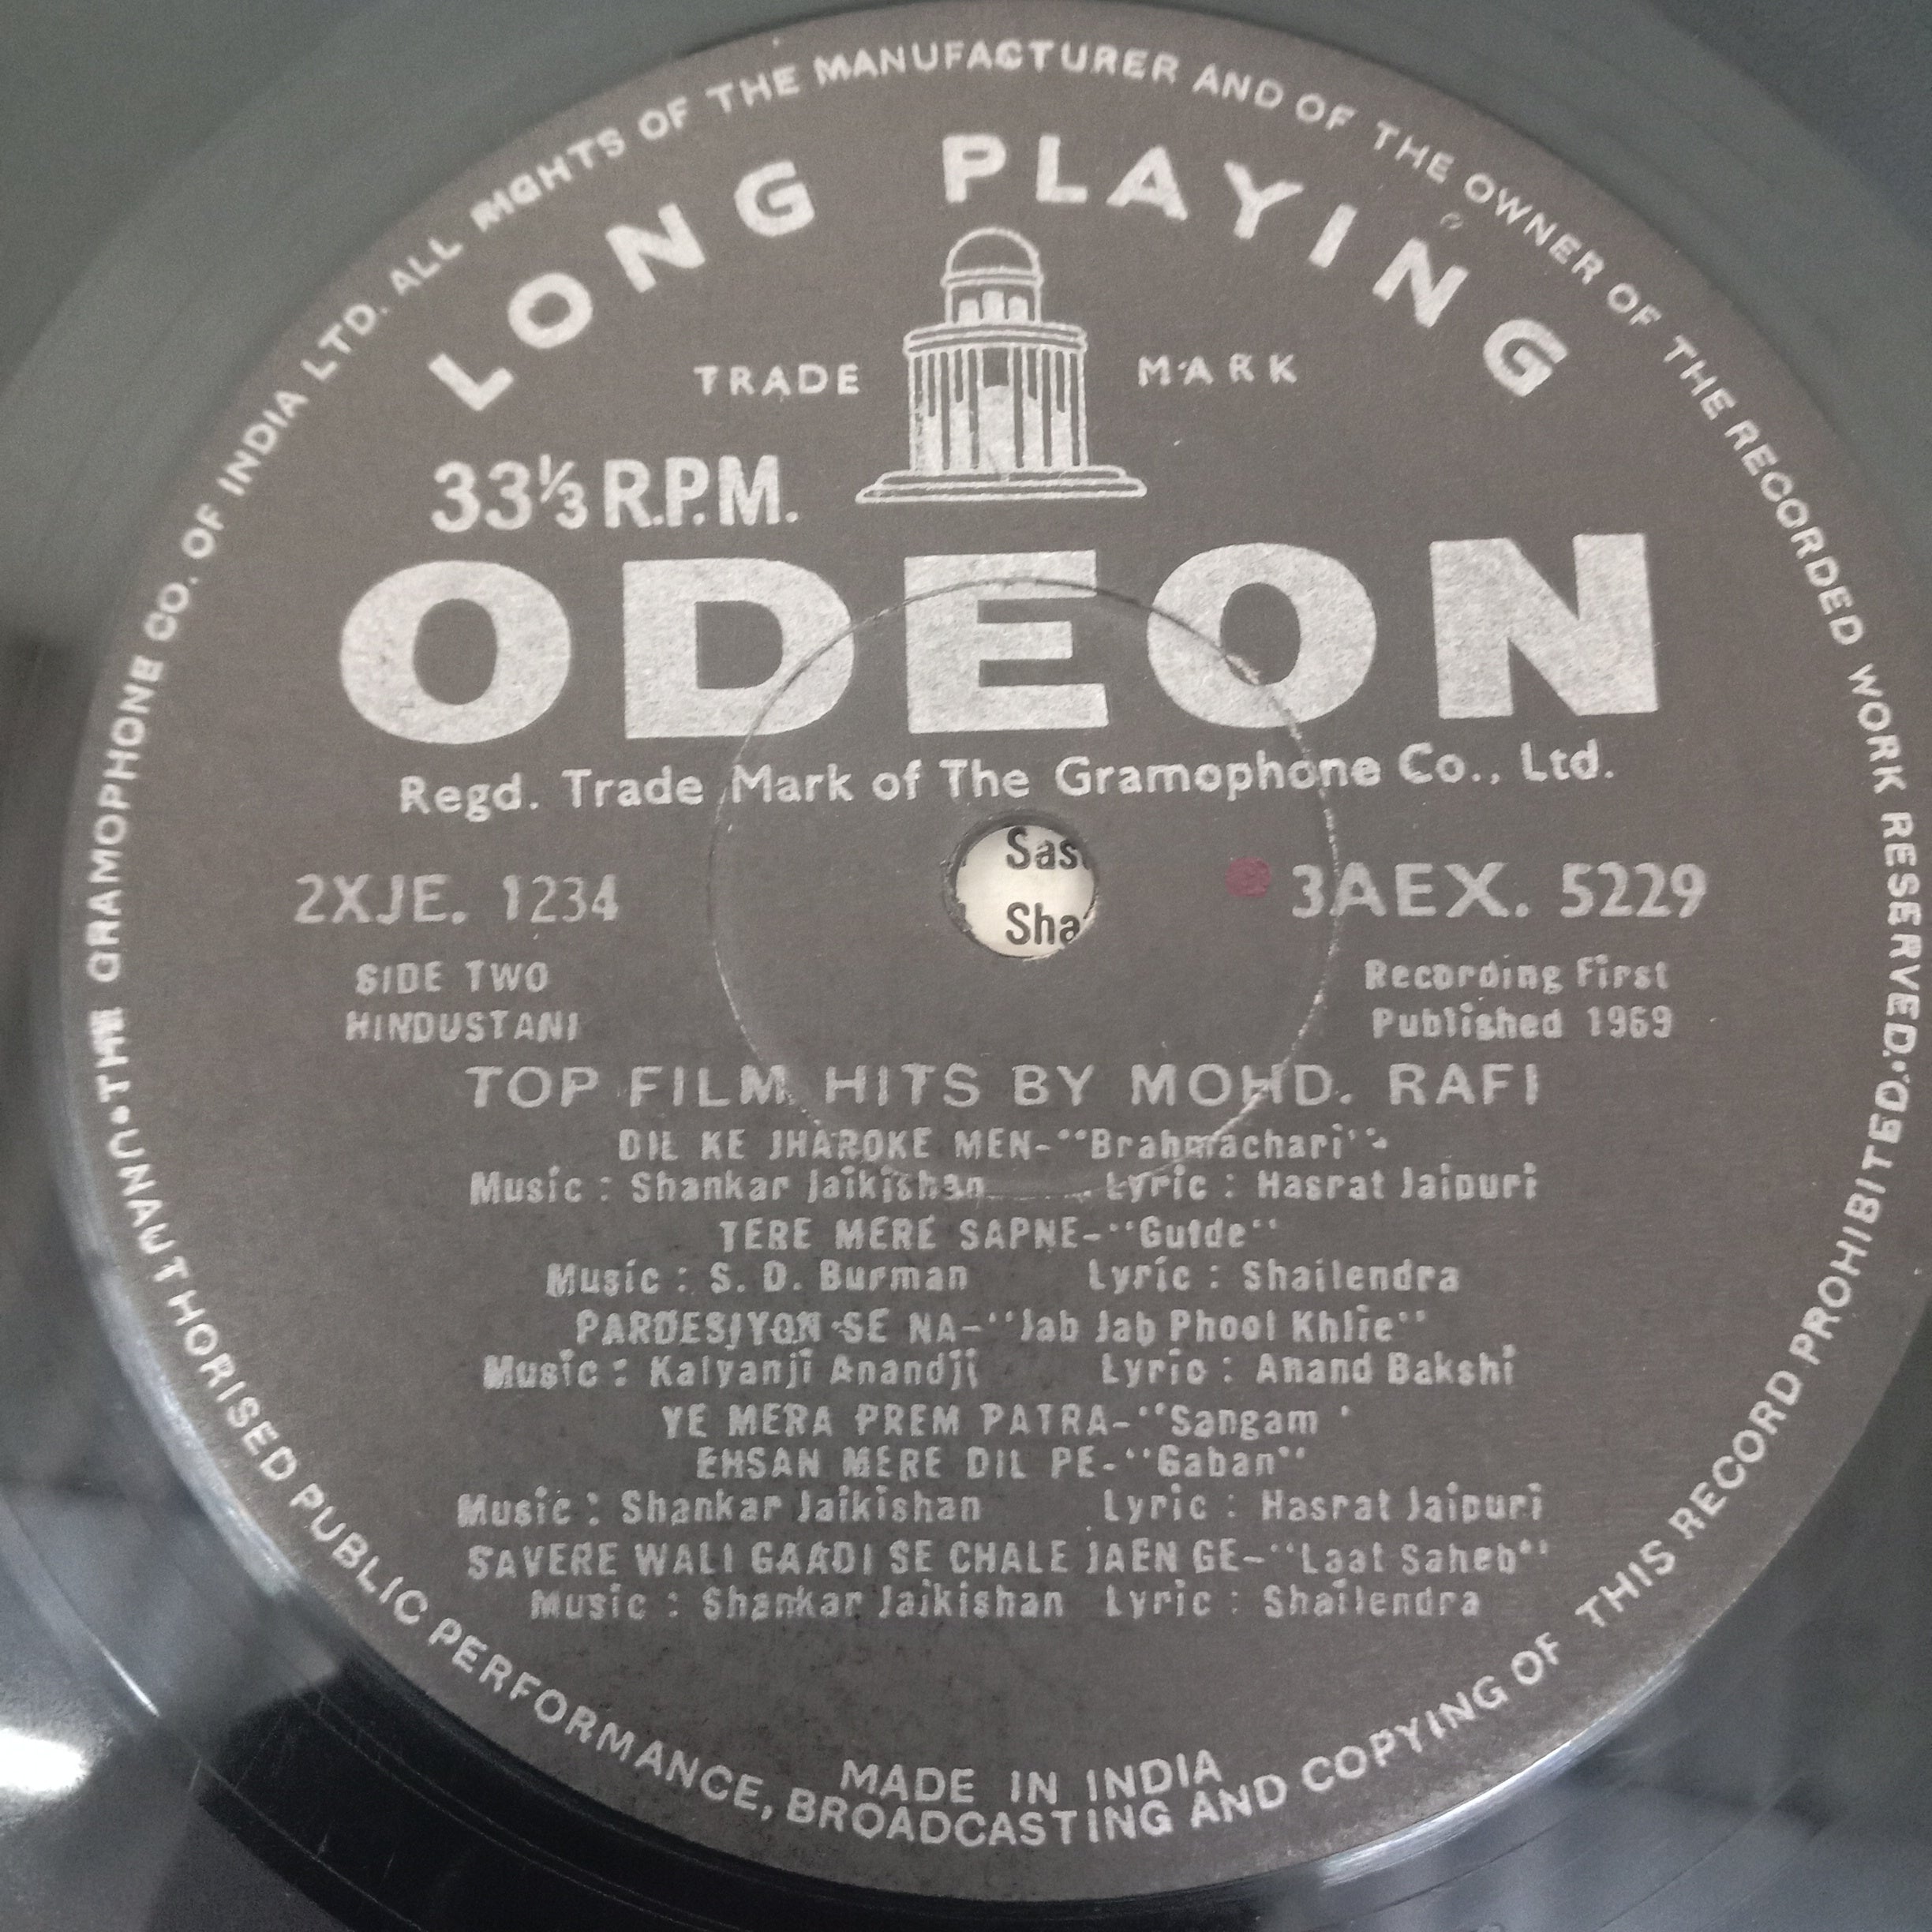 THE GRAMOPHONE CO. OF INDIA LTD. ALL RIGHTS OF THE MANUFACTURER AND OF THE OWNER OF THE RECORDED WORK RESERVED.
LONG PLAYING
TRADE MARK
33⅓ R.P.M.
ODEON
Regd. Trade Mark of The Gramophone Co., Ltd.
Sas
Sha
2XJE. 1234
3AEX. 5229
SIDE TWO
HINDUSTANI
Recording First
Published 1969
TOP FILM HITS BY MOHD. RAFI
DIL KE JHAROKE MEN-"Brahmachari"
Music : Shankar Jaikishan Lyric : Hasrat Jaipuri
TERE MERE SAPNE-"Guide"
Music : S. D. Burman Lyric : Shailendra
PARDESIYON SE NA-"Jab Jab Phool Khlie"
Music : Kalyanji Anandji Lyric : Anand Bakshi
YE MERA PREM PATRA-"Sangam '
EHSAN MERE DIL PE-"Gaban"
Music : Shankar Jaikishan Lyric : Hasrat Jaipuri
SAVERE WALI GAADI SE CHALE JAEN GE-"Laat Saheb"
Music : Shankar Jaikishan Lyric : Shailendra
MADE IN INDIA
•UNAUTHORISED PUBLIC PERFORMANCE, BROADCASTING AND COPYING OF THIS RECORD PROHIBITED•